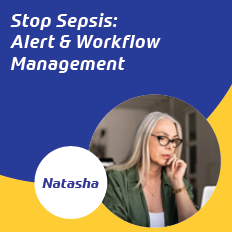 Stop Sepsis:
Alert & Workflow
Management
Natasha